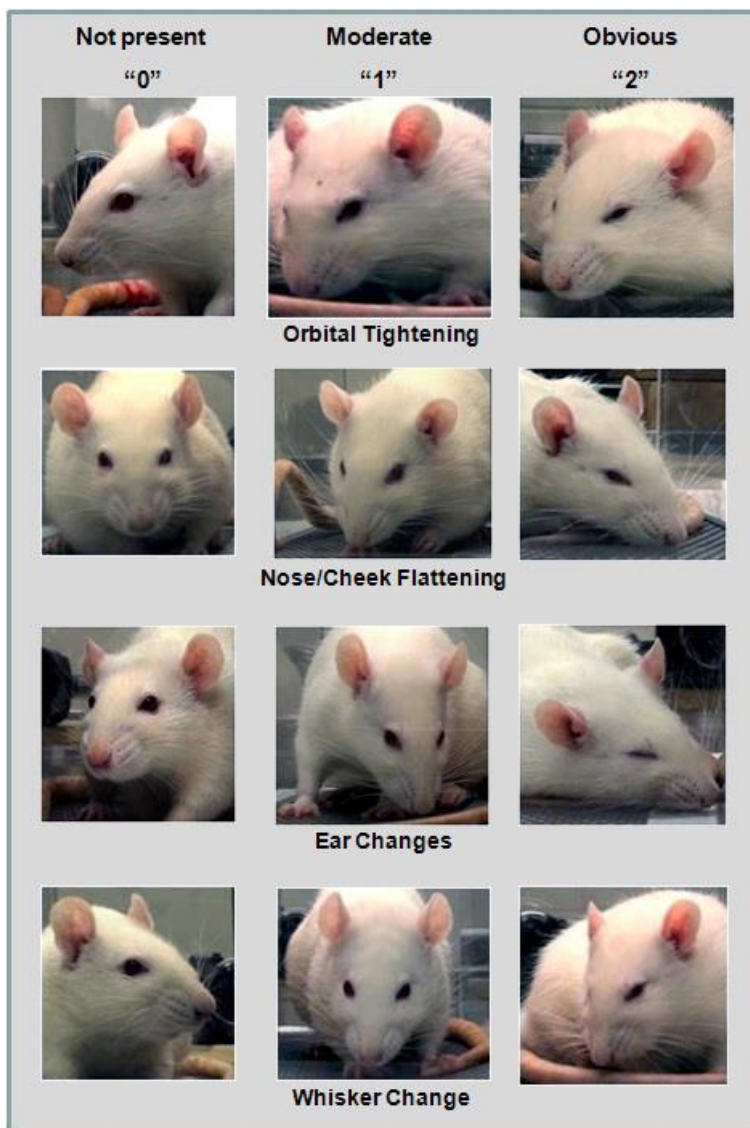 Not present Moderate Obvious
“0” “1” “2”
Orbital Tightening
Nose/Cheek Flattening
Ear Changes
Whisker Change